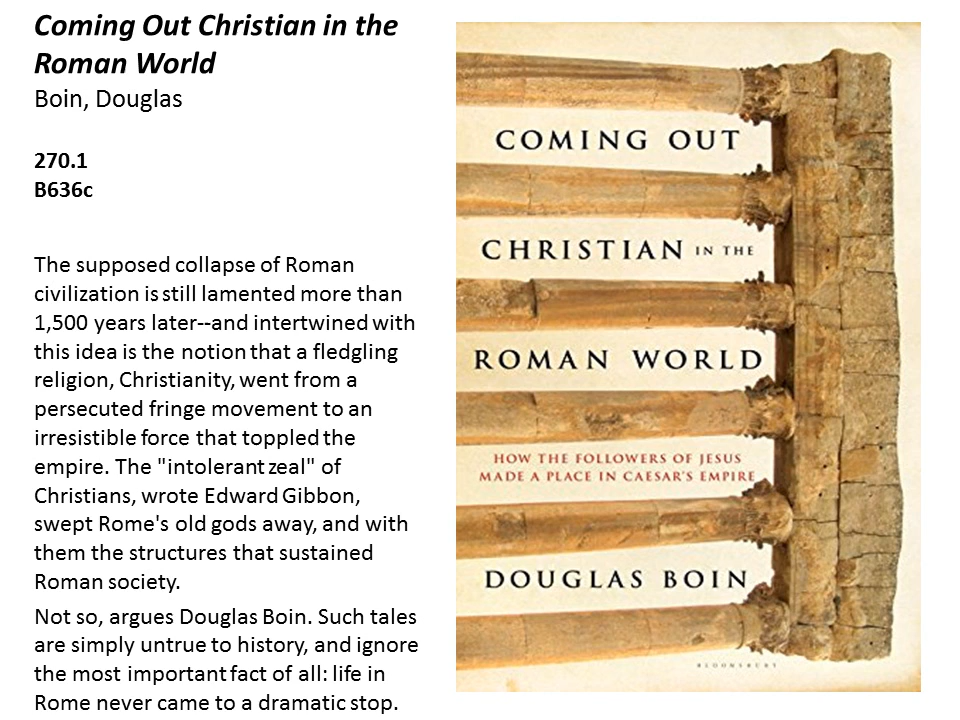 Coming Out Christian in the
Roman World
Boin, Douglas
270.1
B636c
The supposed collapse of Roman
civilization is still lamented more than
1,500 years later--and intertwined with
this idea is the notion that a fledgling
religion, Christianity, went from a
persecuted fringe movement to an
irresistible force that toppled the
empire. The "intolerant zeal" of
Christians, wrote Edward Gibbon,
swept Rome's old gods away, and with
them the structures that sustained
Roman society.
Not so, argues Douglas Boin. Such tales
are simply untrue to history, and ignore
the most important fact of all: life in
Rome never came to a dramatic stop.
COMING OUT
CHRISTIAN IN THE
ROMAN WORLD
HOW THE FOLLOWERS OF JESUS
MADE A PLACE IN CAESAR'S EMPIRE
DOUGLAS BOIN
BLOOMSBURY